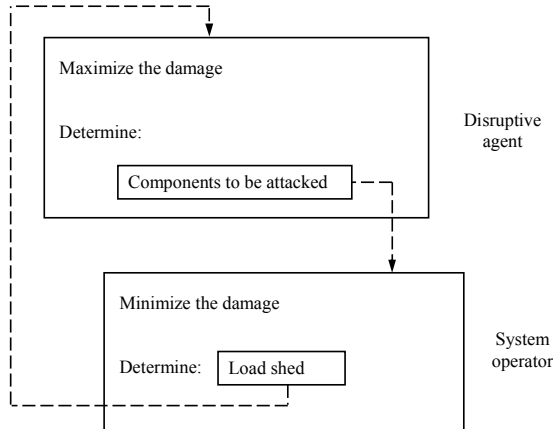 Maximize the damage
Determine:
Components to be attacked
Disruptive
agent
Minimize the damage
Determine:
Load shed
System
operator